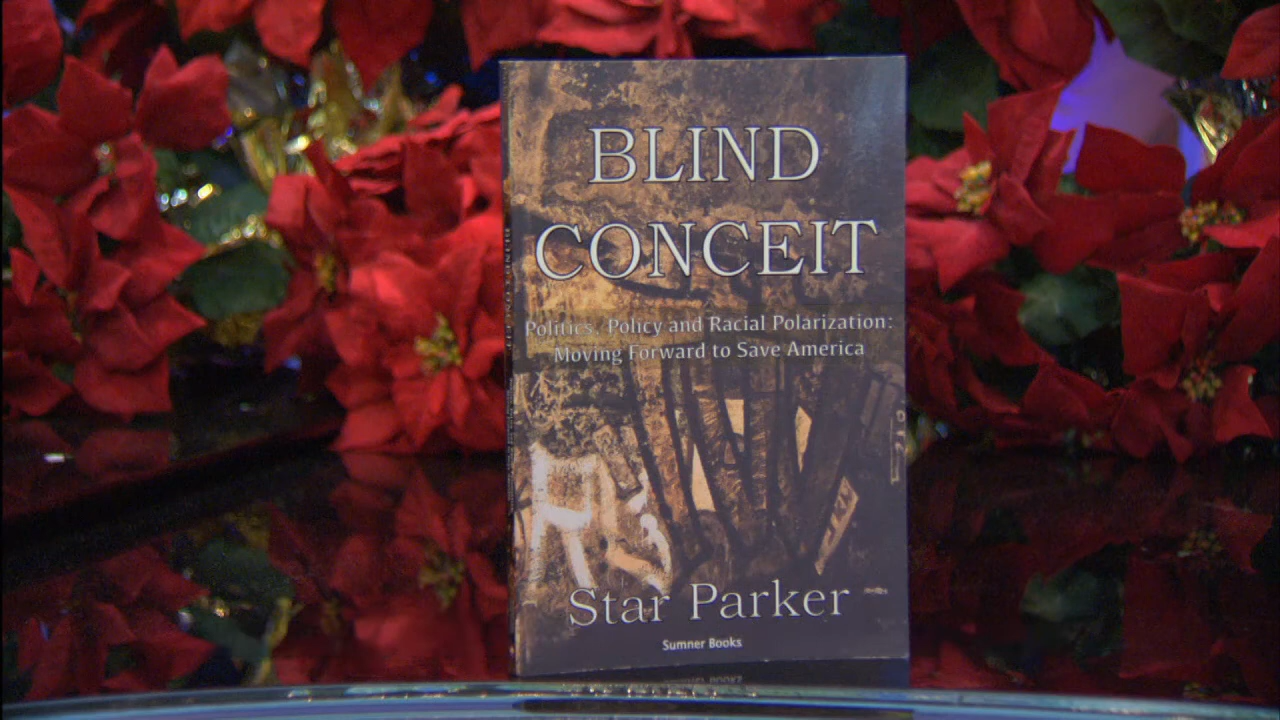 BLIND
CONCEIT
Politics, Policy and Racial Polarization:
Moving Forward to Save America
Star Parker
Sumner Books